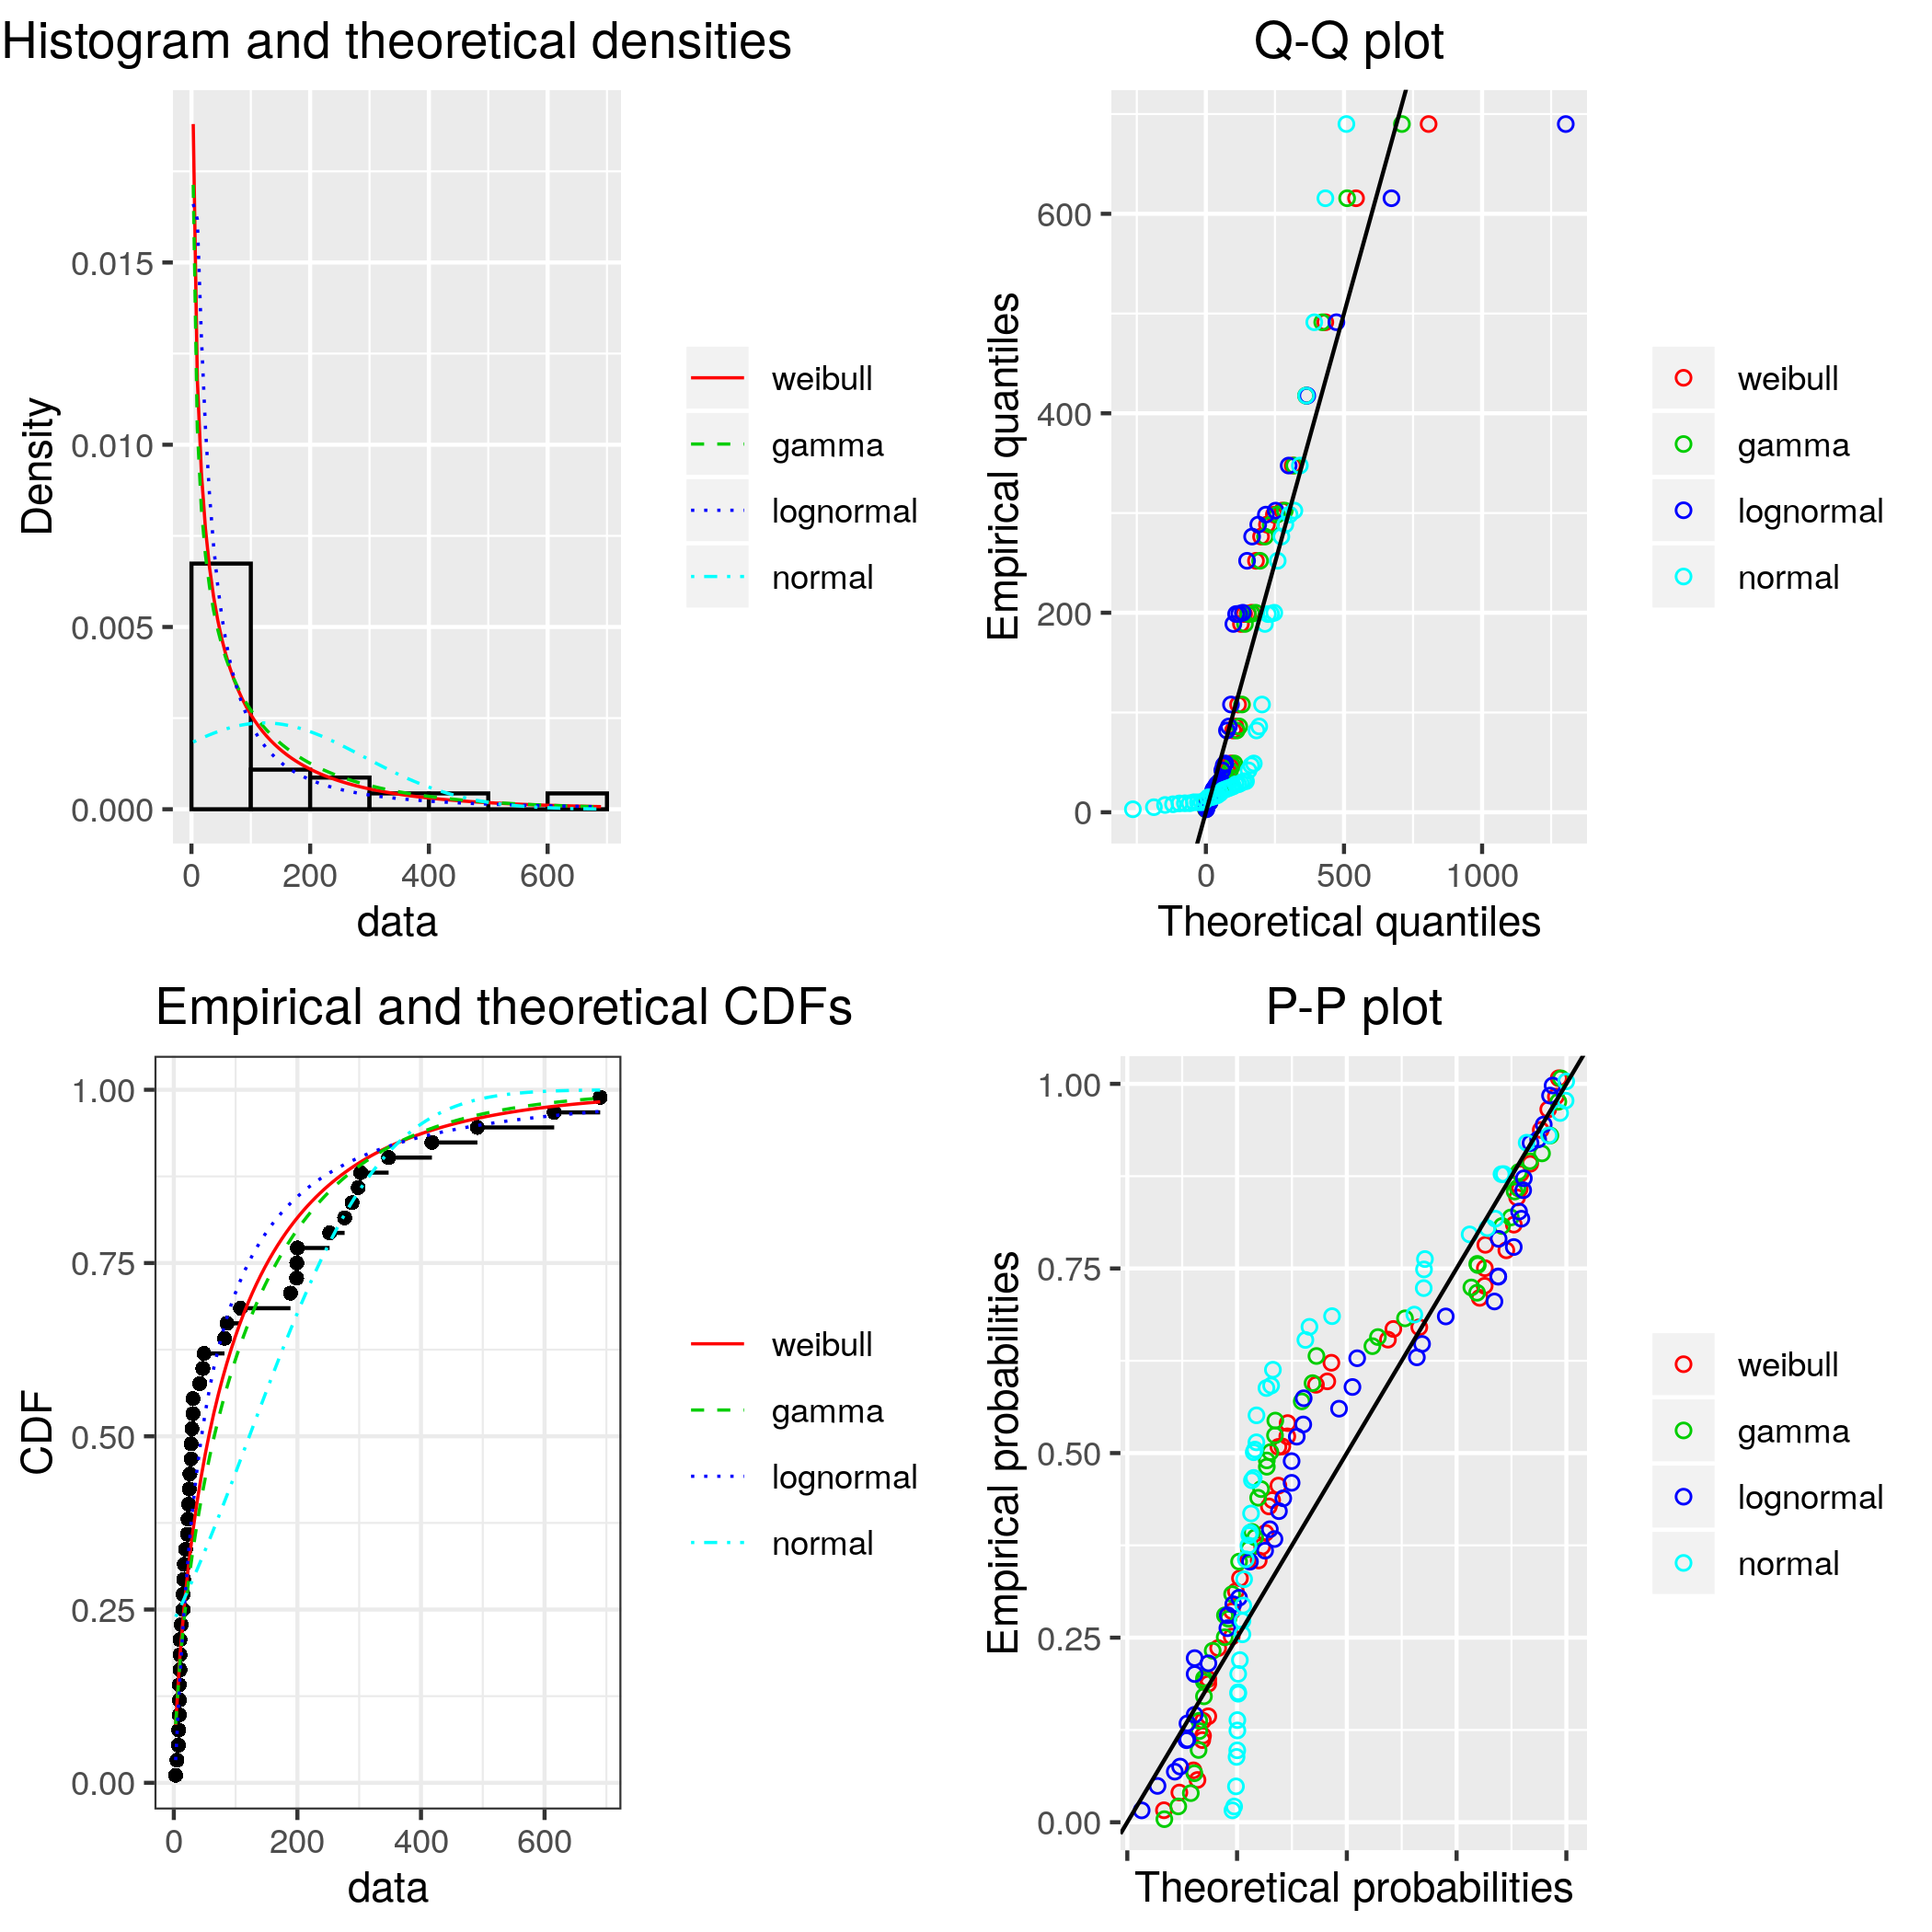 Histogram and theoretical densities
Density
0.015
0.010
0.005
0.000
0 200 400 600
data
weibull
gamma
lognormal
normal
Q-Q plot
Empirical quantiles
600
400
200
0
0 500 1000
Theoretical quantiles
weibull
gamma
lognormal
normal
Empirical and theoretical CDFs
CDF
1.00
0.75
0.50
0.25
0.00
0 200 400 600
data
weibull
gamma
lognormal
normal
P-P plot
Empirical probabilities
1.00
0.75
0.50
0.25
0.00
Theoretical probabilities
weibull
gamma
lognormal
normal